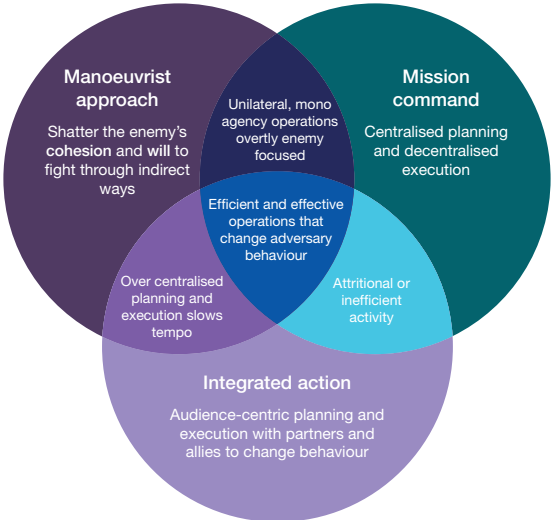 Manoeuvrist
approach
Shatter the enemy's
cohesion and will to
fight through indirect
ways
Unilateral, mono
agency operations
overtly enemy
focused
Mission
command
Centralised planning
and decentralised
execution
Efficient and effective
operations that
change adversary
behaviour
Over centralised
planning and
execution slows
tempo
Attritional or
inefficient
activity
Integrated action
Audience-centric planning and
execution with partners and
allies to change behaviour